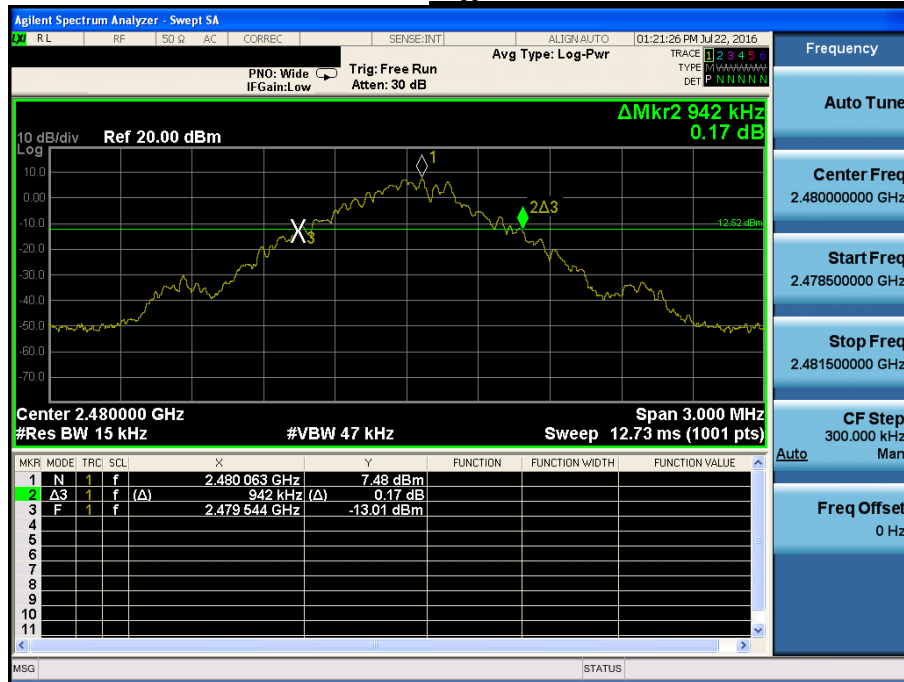 Agilent Spectrum Analyzer - Swept SA
LXI RL RF 50 Ω AC CORREC SENSE:INT ALIGN AUTO 01:21:26 PM Jul 22, 2016
Avg Type: Log-Pwr
TRACE 1 2 3 4 5 6
PNO: Wide Trig: Free Run
TYPE M WWWWW
IFGain:Low Atten: 30 dB
DET P N N N N N
ΔMkr2 942 kHz
0.17 dB
10 dB/div Ref 20.00 dBm
Log
10.0
0.00
-10.0
-20.0
-30.0
-40.0
-50.0
-60.0
-70.0
1
2Δ3
-12.52 dBm
X3
Center 2.480000 GHz Span 3.000 MHz
#Res BW 15 kHz #VBW 47 kHz Sweep 12.73 ms (1001 pts)
MKR MODE TRC SCL X Y FUNCTION FUNCTION WIDTH FUNCTION VALUE
1 N 1 f 2.480 063 GHz 7.48 dBm
2 Δ3 1 f (Δ) 942 kHz (Δ) 0.17 dB
3 F 1 f 2.479 544 GHz -13.01 dBm
4
5
6
7
8
9
10
11
MSG STATUS
Frequency
Auto Tune
Center Freq
2.480000000 GHz
Start Freq
2.478500000 GHz
Stop Freq
2.481500000 GHz
CF Step
300.000 kHz
Auto Man
Freq Offset
0 Hz